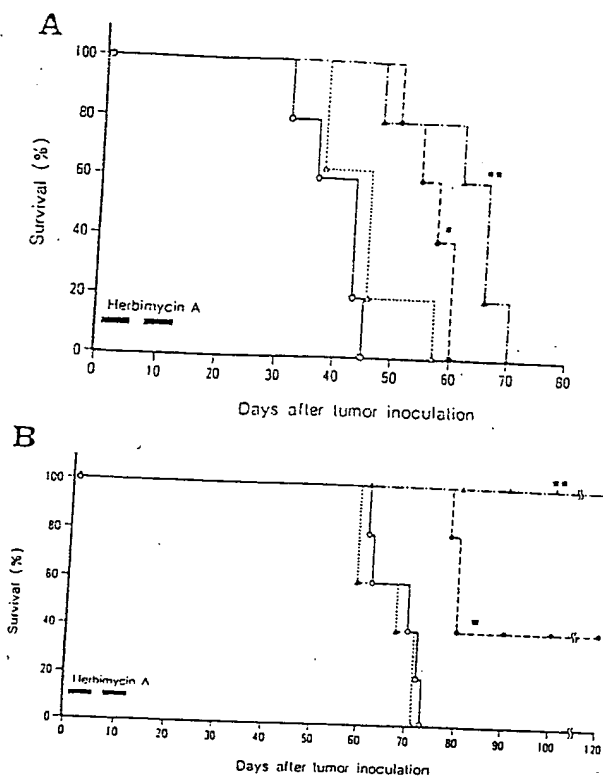 A
100
80
60
40
20
0
Survival (%)
**
*
Herbimycin A
0 10 20 30 40 50 60 70 80
Days after tumor inoculation
B
100
80
60
40
20
0
Survival (%)
**
*
Herbimycin A
0 10 20 30 40 50 60 70 80 90 100 120
Days after tumor inoculation